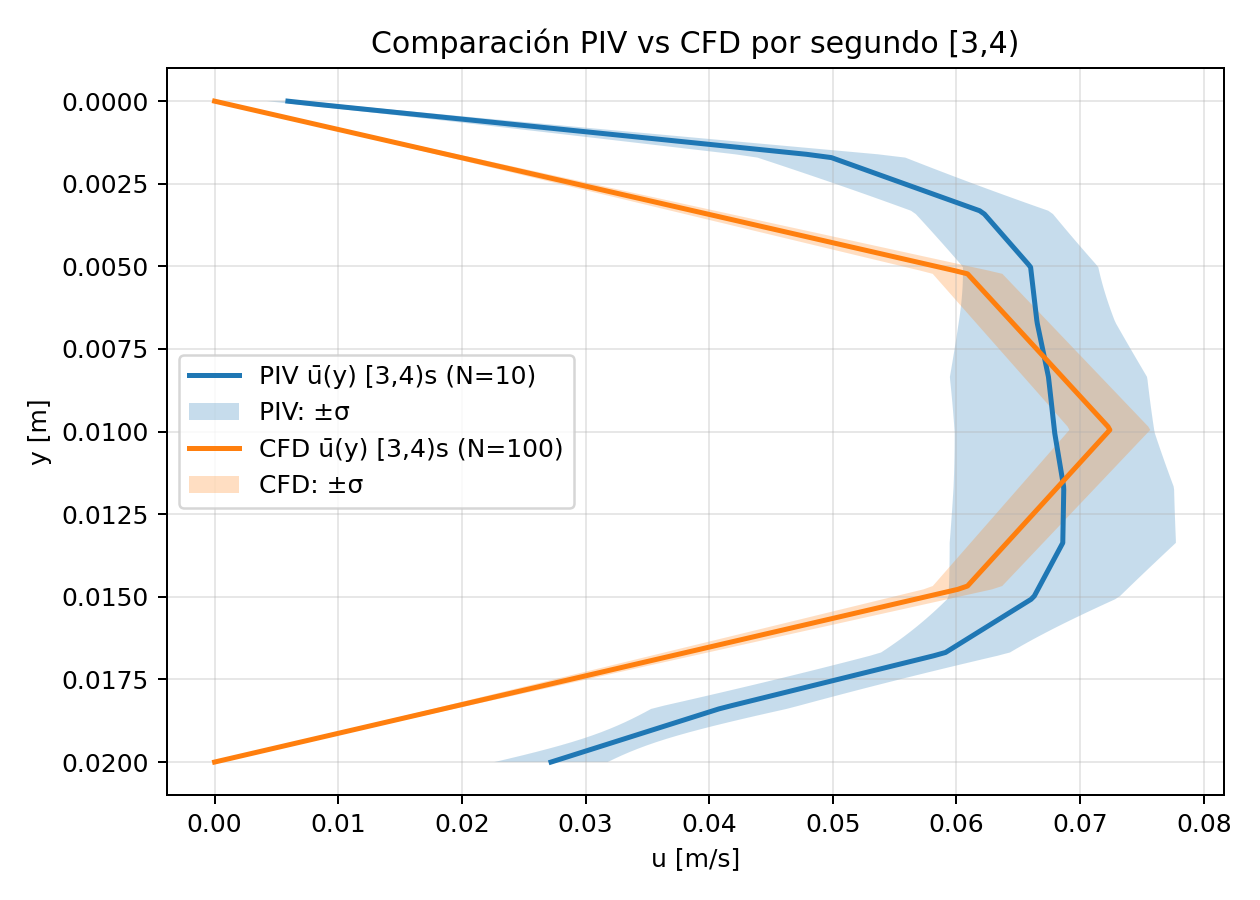 Comparación PIV vs CFD por segundo [3,4)
0.0000
0.0025
0.0050
0.0075
0.0100
0.0125
0.0150
0.0175
0.0200
y [m]
PIV ū(y) [3,4)s (N=10)
PIV: ±σ
CFD ū(y) [3,4)s (N=100)
CFD: ±σ
0.00 0.01 0.02 0.03 0.04 0.05 0.06 0.07 0.08
u [m/s]